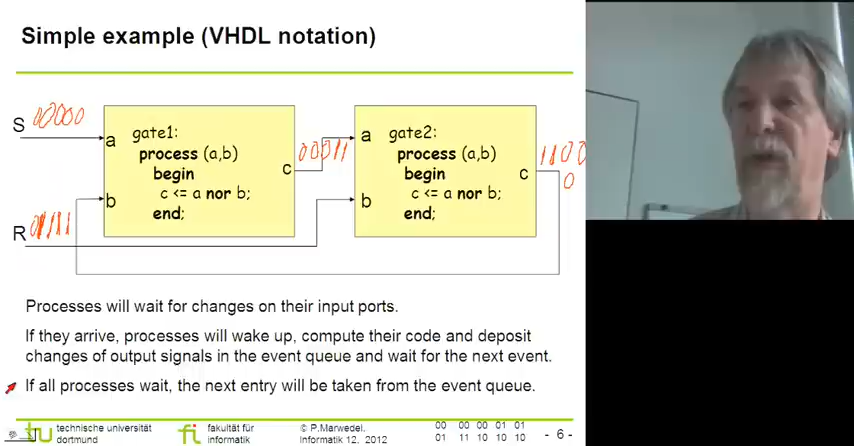 Simple example (VHDL notation)
S 00000
a gate1:
process (a,b)
begin
c <= a nor b;
end;
b
c
00011
R 01111
a gate2:
process (a,b)
begin
c <= a nor b;
end;
b
c
1100
0
Processes will wait for changes on their input ports.
If they arrive, processes will wake up, compute their code and deposit
changes of output signals in the event queue and wait for the next event.
If all processes wait, the next entry will be taken from the event queue.
tu technische universität
dortmund
fi fakultät für
informatik
© P.Marwedel,
Informatik 12, 2012
00 00 00 01 01
01 11 10 10 10
- 6 -